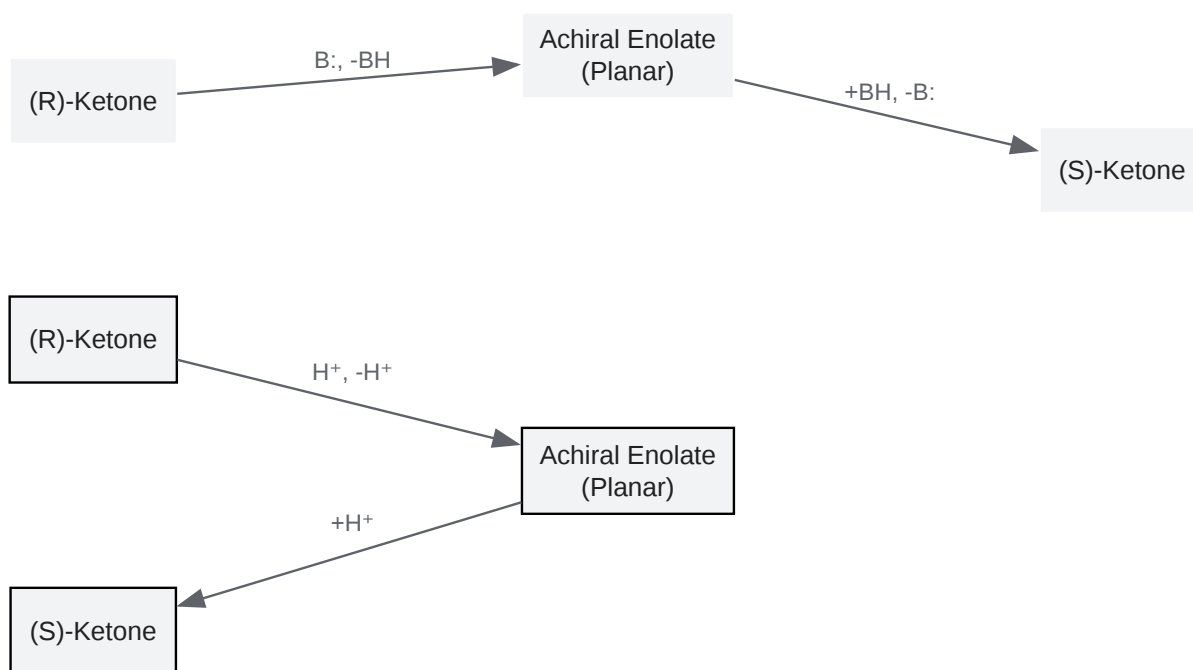 (R)-Ketone
B:, -BH
Achiral Enolate
(Planar)
+BH, -B:
(S)-Ketone
(R)-Ketone
H⁺, -H⁺
Achiral Enolate
(Planar)
+H⁺
(S)-Ketone